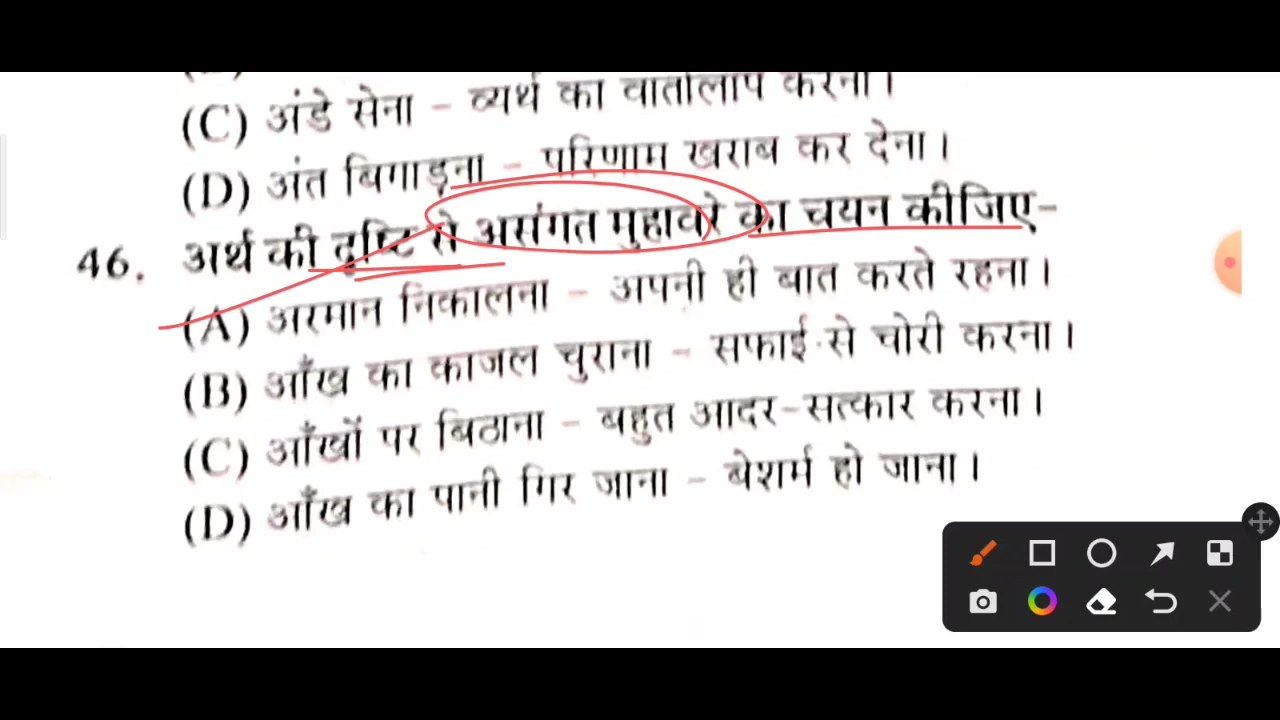 (C) अंडे सेना - व्यर्थ का वार्तालाप करना।
(D) अंत बिगाड़ना - परिणाम खराब कर देना।
46. अर्थ की दृष्टि से असंगत मुहावरे का चयन कीजिए-
(A) अरमान निकालना - अपनी ही बात करते रहना।
(B) आँख का काजल चुराना - सफाई से चोरी करना।
(C) आँखों पर बिठाना - बहुत आदर-सत्कार करना।
(D) आँख का पानी गिर जाना - बेशर्म हो जाना।